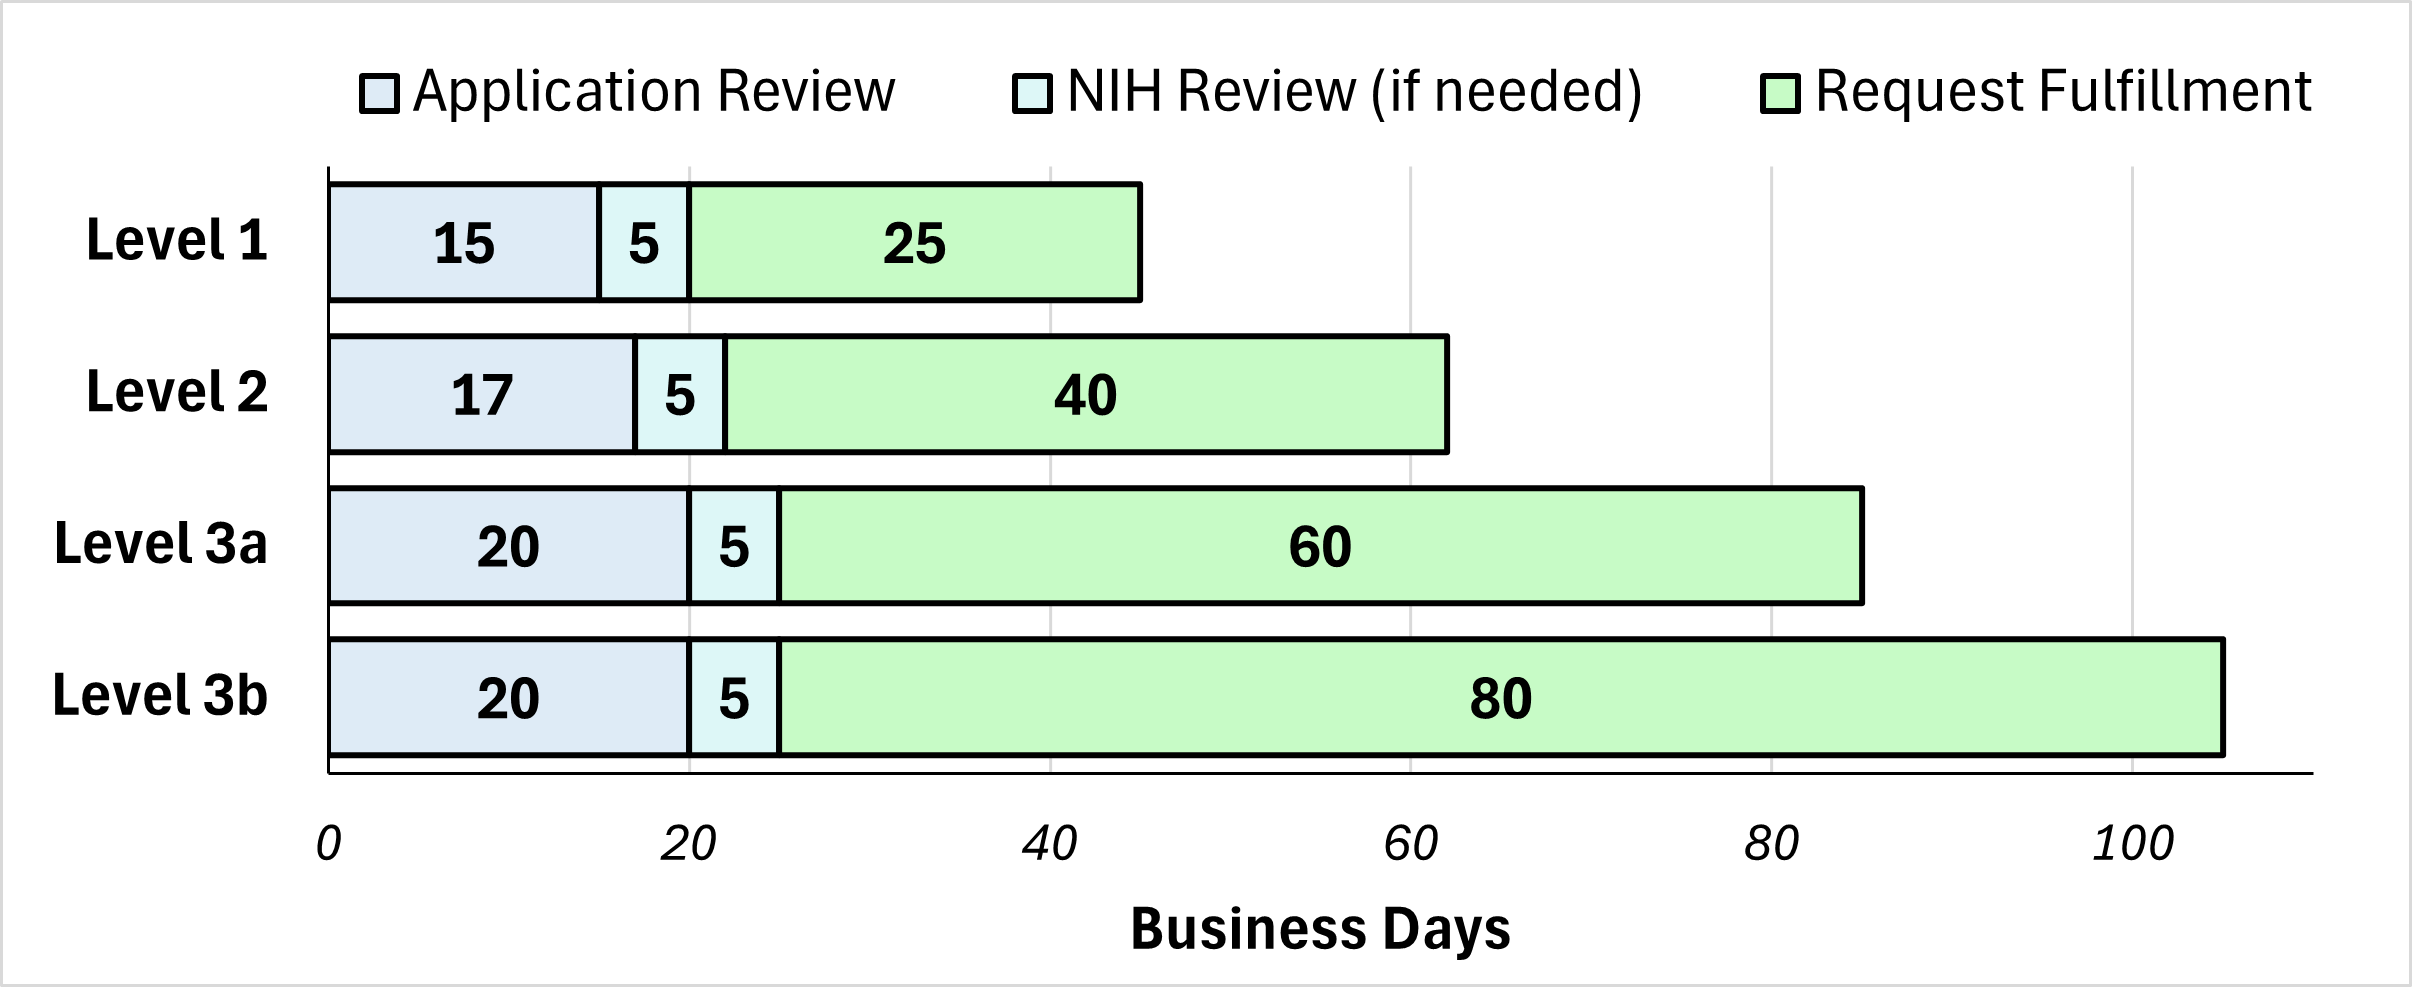 Application Review NIH Review (if needed) Request Fulfillment
Level 1 15 5 25
Level 2 17 5 40
Level 3a 20 5 60
Level 3b 20 5 80
0 20 40 60 80 100
Business Days